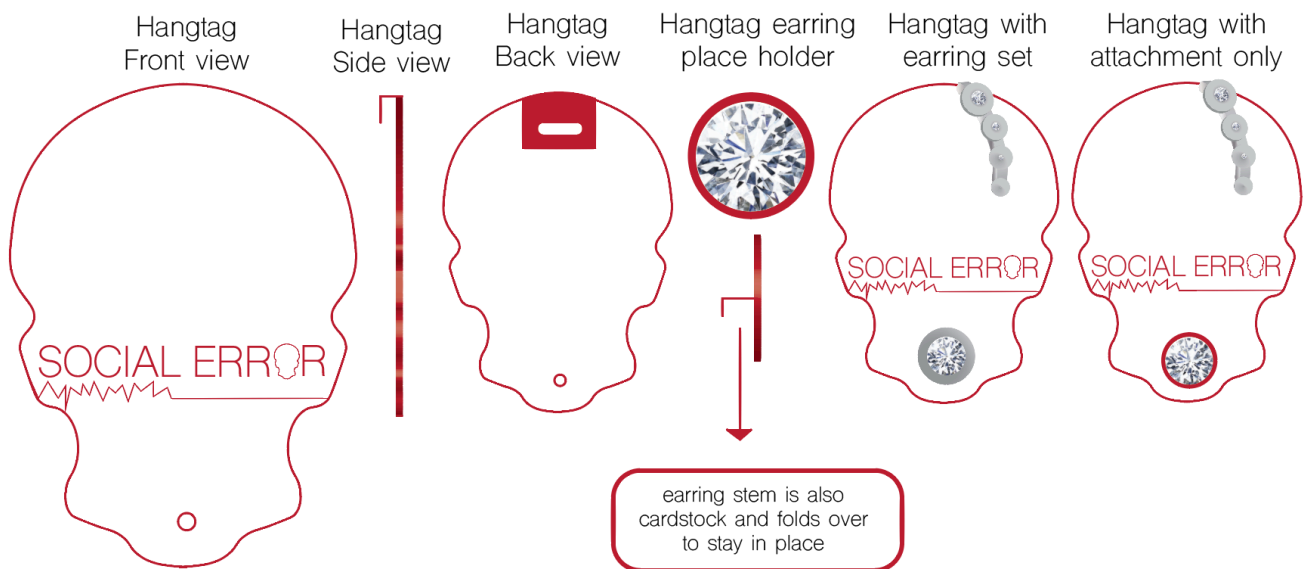 Hangtag
Front view
Hangtag
Side view
Hangtag
Back view
Hangtag earring
place holder
Hangtag with
earring set
Hangtag with
attachment only
SOCIAL ERROR
SOCIAL ERROR
SOCIAL ERROR
earring stem is also
cardstock and folds over
to stay in place